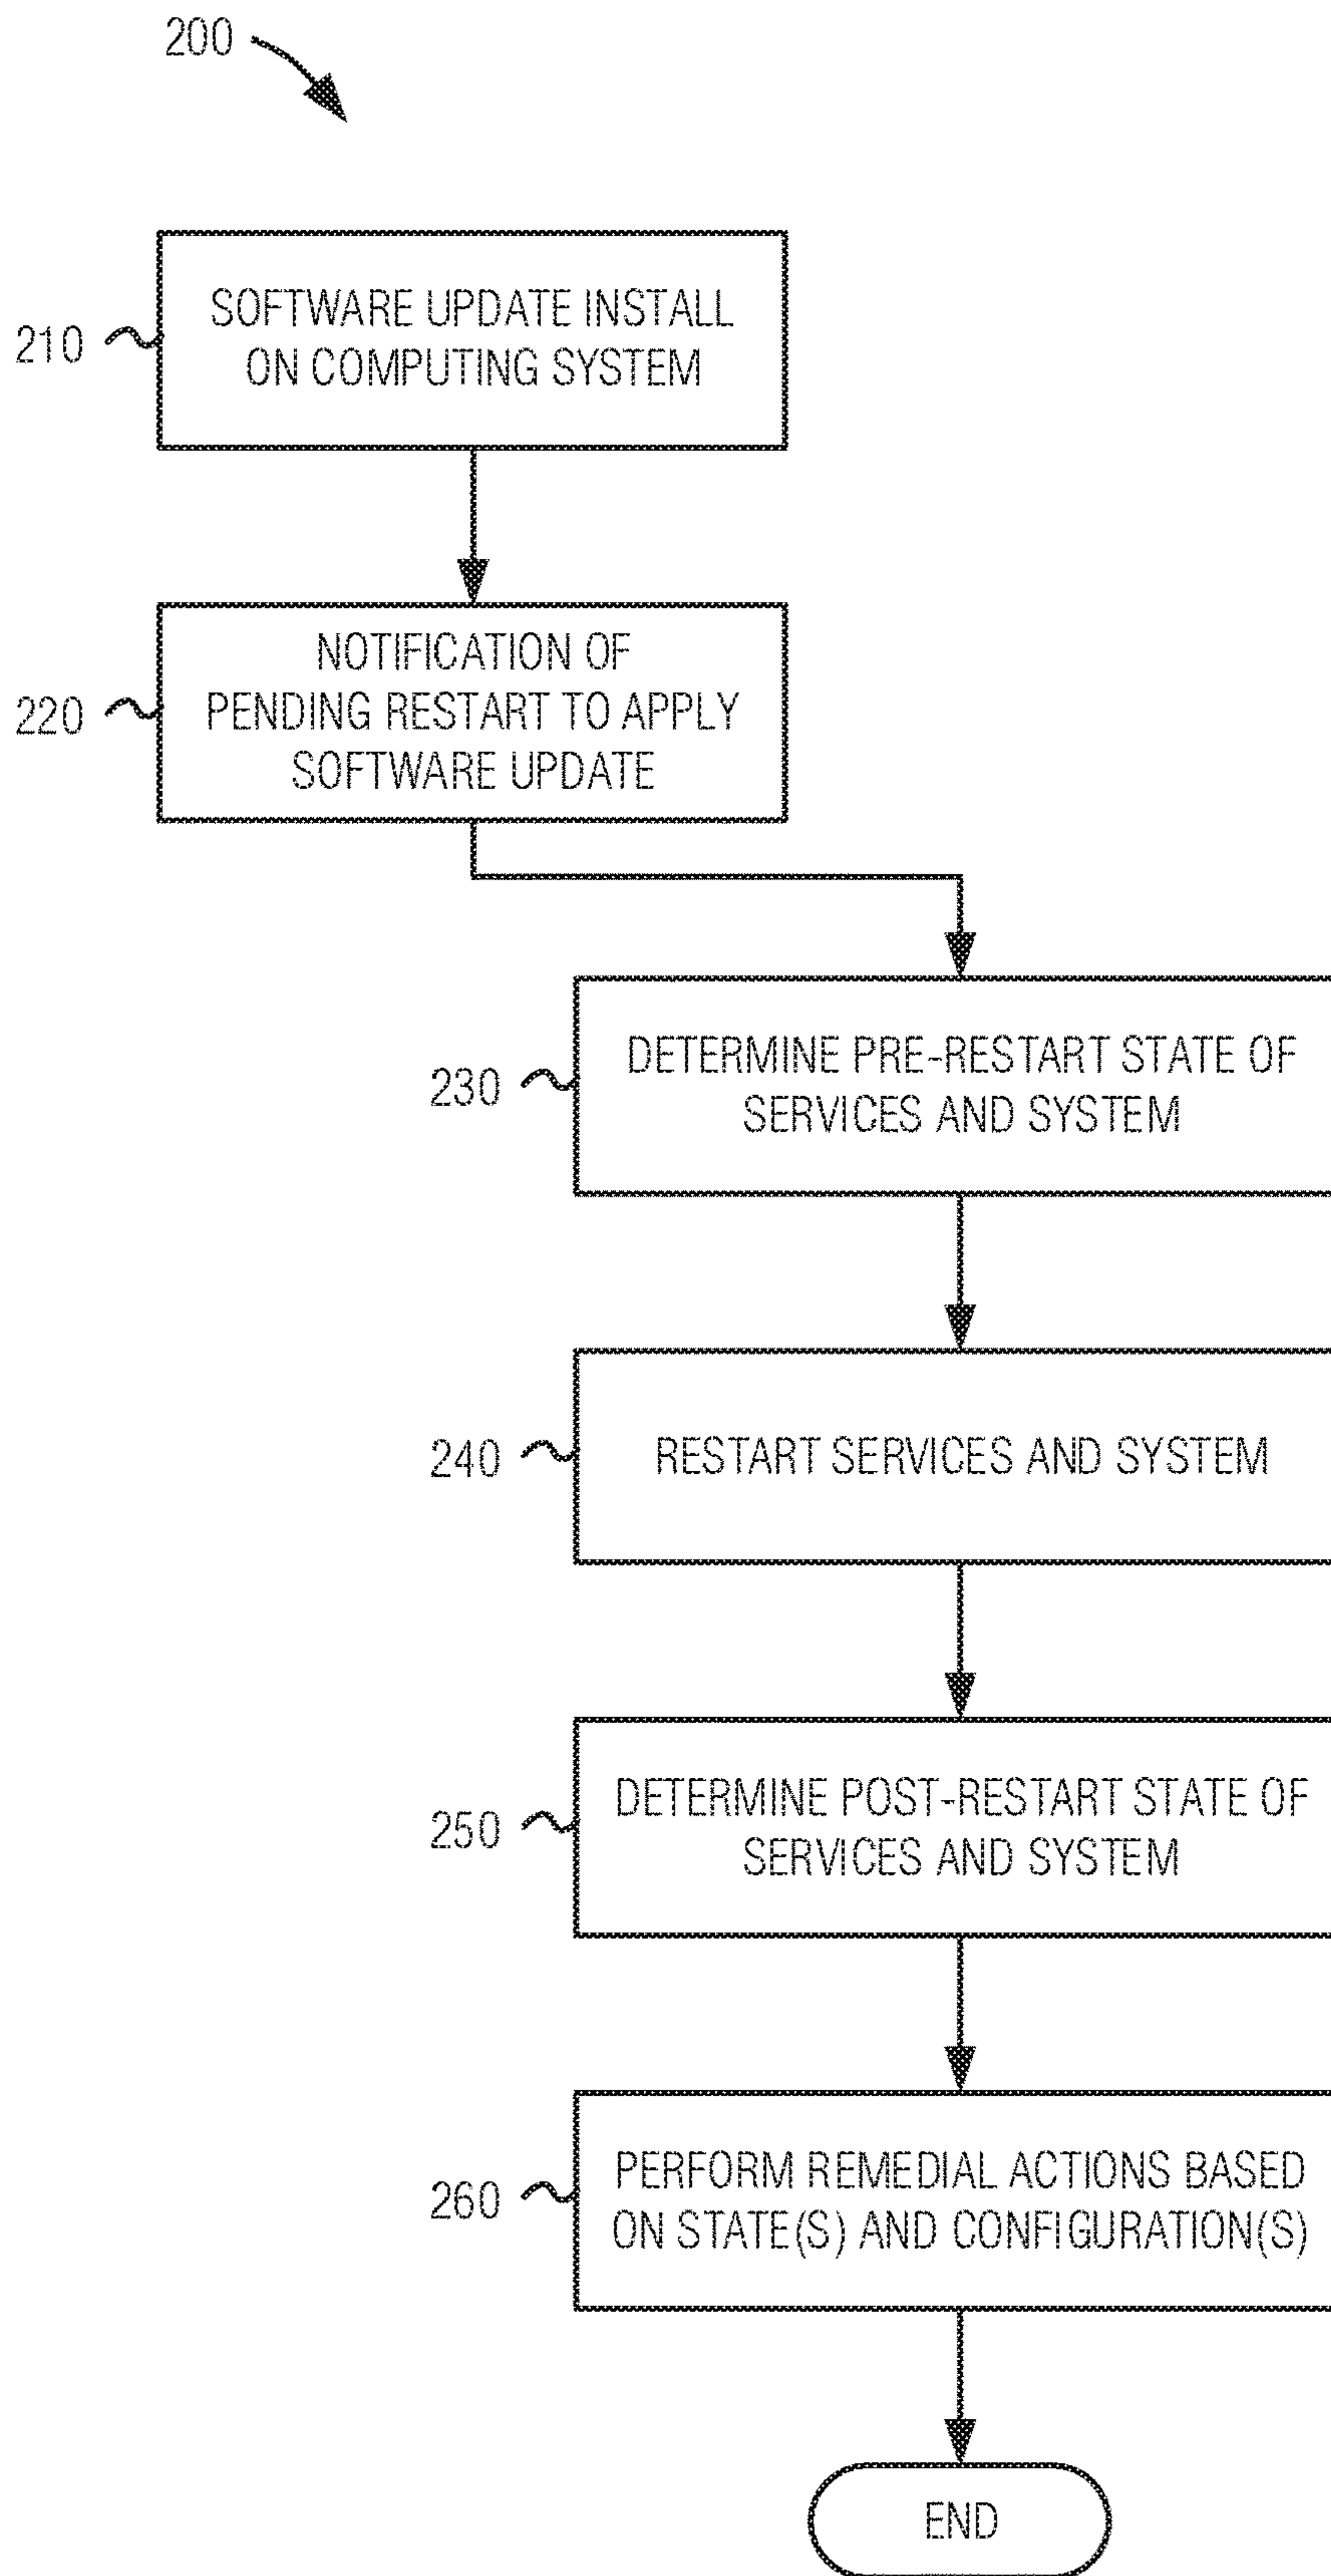 200
210
SOFTWARE UPDATE INSTALL
ON COMPUTING SYSTEM
220
NOTIFICATION OF
PENDING RESTART TO APPLY
SOFTWARE UPDATE
230
DETERMINE PRE-RESTART STATE OF
SERVICES AND SYSTEM
240
RESTART SERVICES AND SYSTEM
250
DETERMINE POST-RESTART STATE OF
SERVICES AND SYSTEM
260
PERFORM REMEDIAL ACTIONS BASED
ON STATE(S) AND CONFIGURATION(S)
END